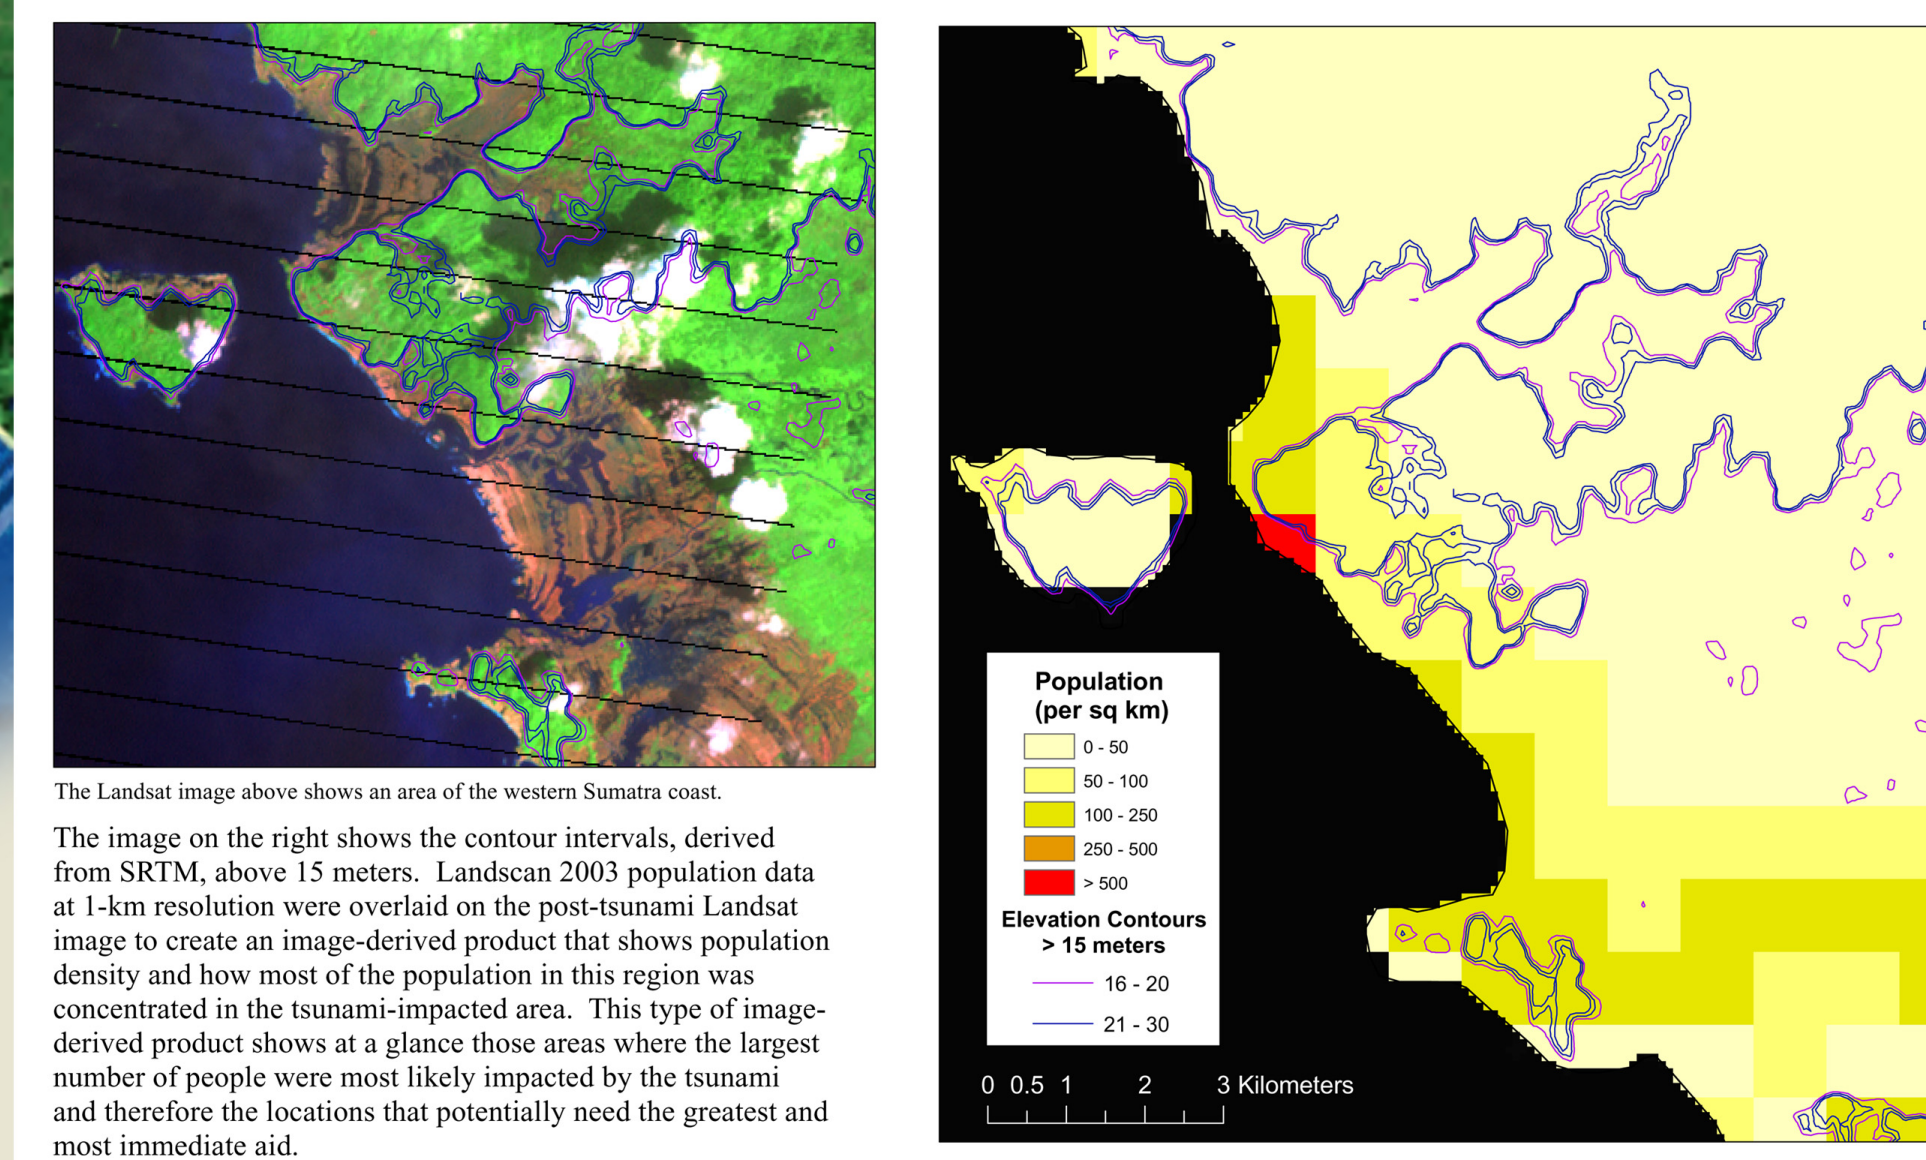 The Landsat image above shows an area of the western Sumatra coast.
The image on the right shows the contour intervals, derived
from SRTM, above 15 meters.  Landscan 2003 population data
at 1-km resolution were overlaid on the post-tsunami Landsat
image to create an image-derived product that shows population
density and how most of the population in this region was
concentrated in the tsunami-impacted area.  This type of image-
derived product shows at a glance those areas where the largest
number of people were most likely impacted by the tsunami
and therefore the locations that potentially need the greatest and
most immediate aid.
Population
(per sq km)
0 - 50
50 - 100
100 - 250
250 - 500
> 500
Elevation Contours
> 15 meters
16 - 20
21 - 30
0 0.5 1 2 3 Kilometers